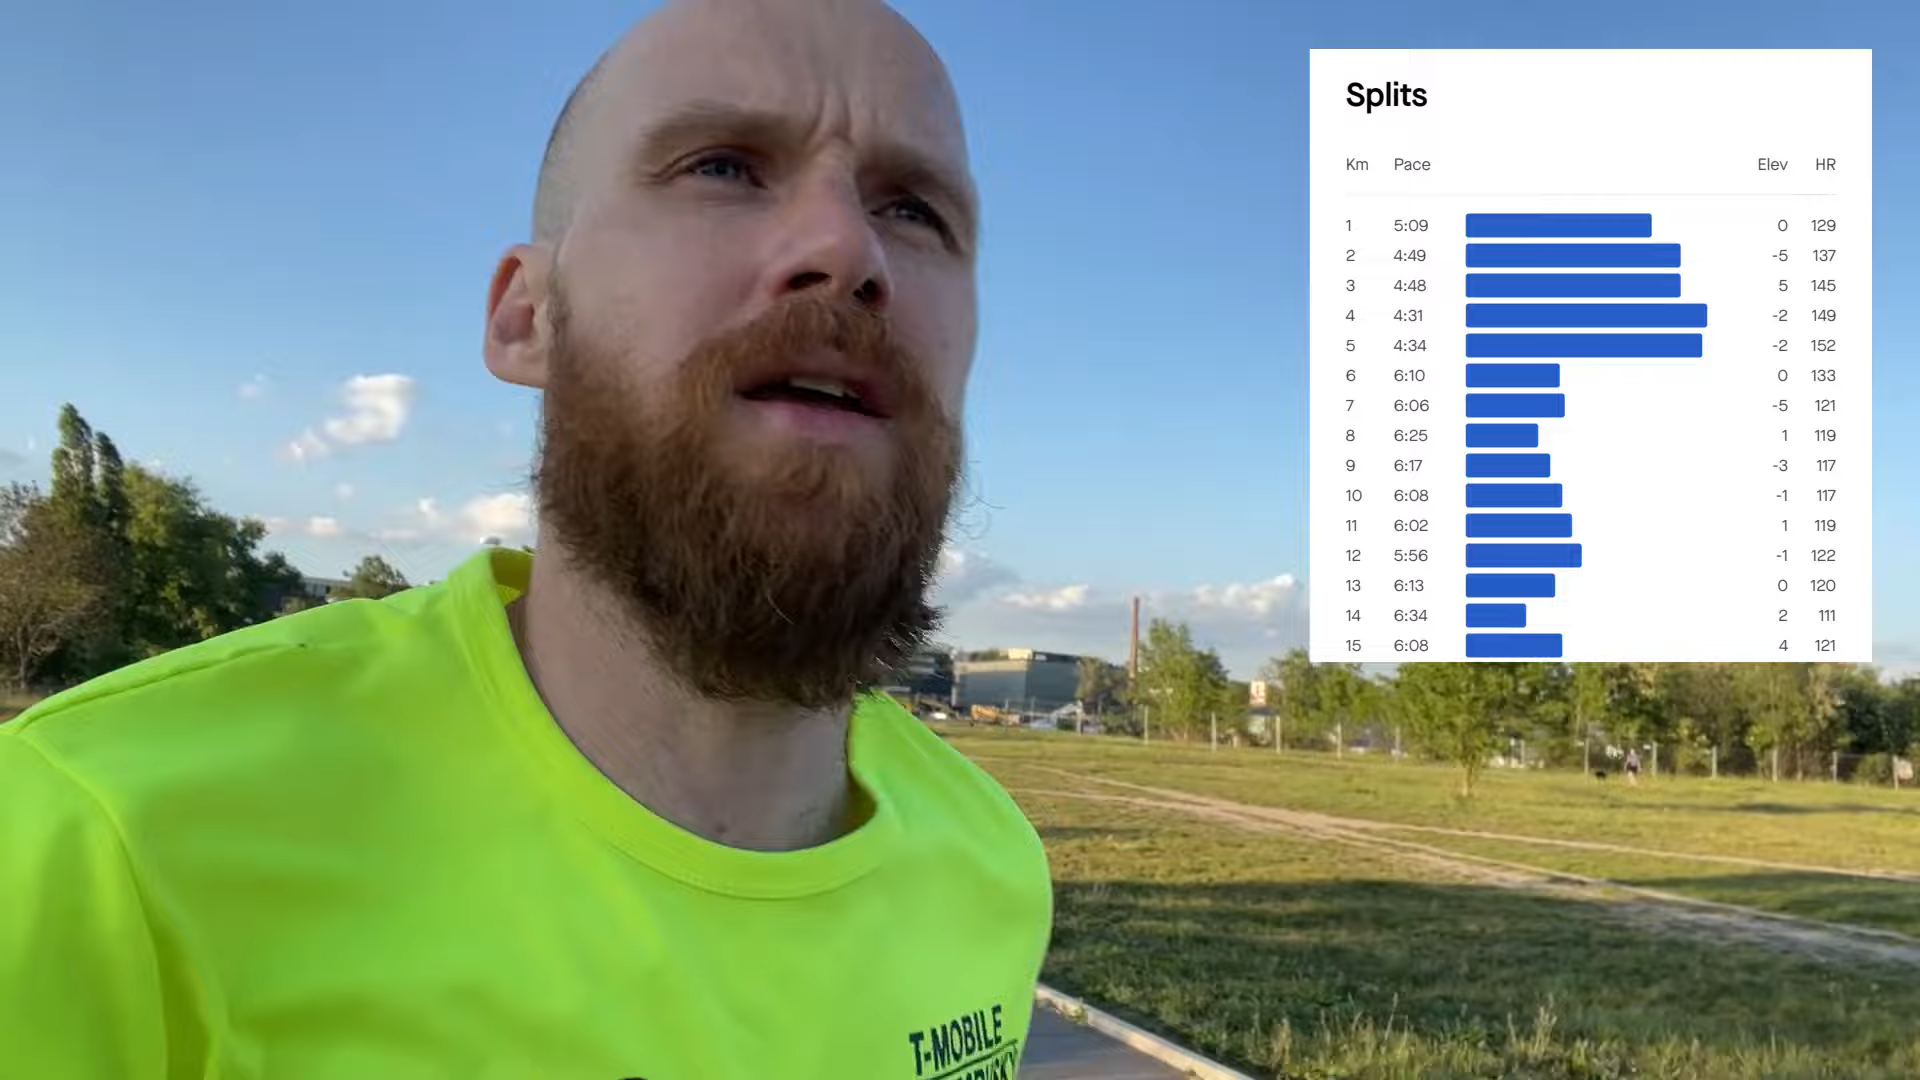 Splits
Km Pace Elev HR
1 5:09 0 129
2 4:49 -5 137
3 4:48 5 145
4 4:31 -2 149
5 4:34 -2 152
6 6:10 0 133
7 6:06 -5 121
8 6:25 1 119
9 6:17 -3 117
10 6:08 -1 117
11 6:02 1 119
12 5:56 -1 122
13 6:13 0 120
14 6:34 2 111
15 6:08 4 121
T-MOBILE